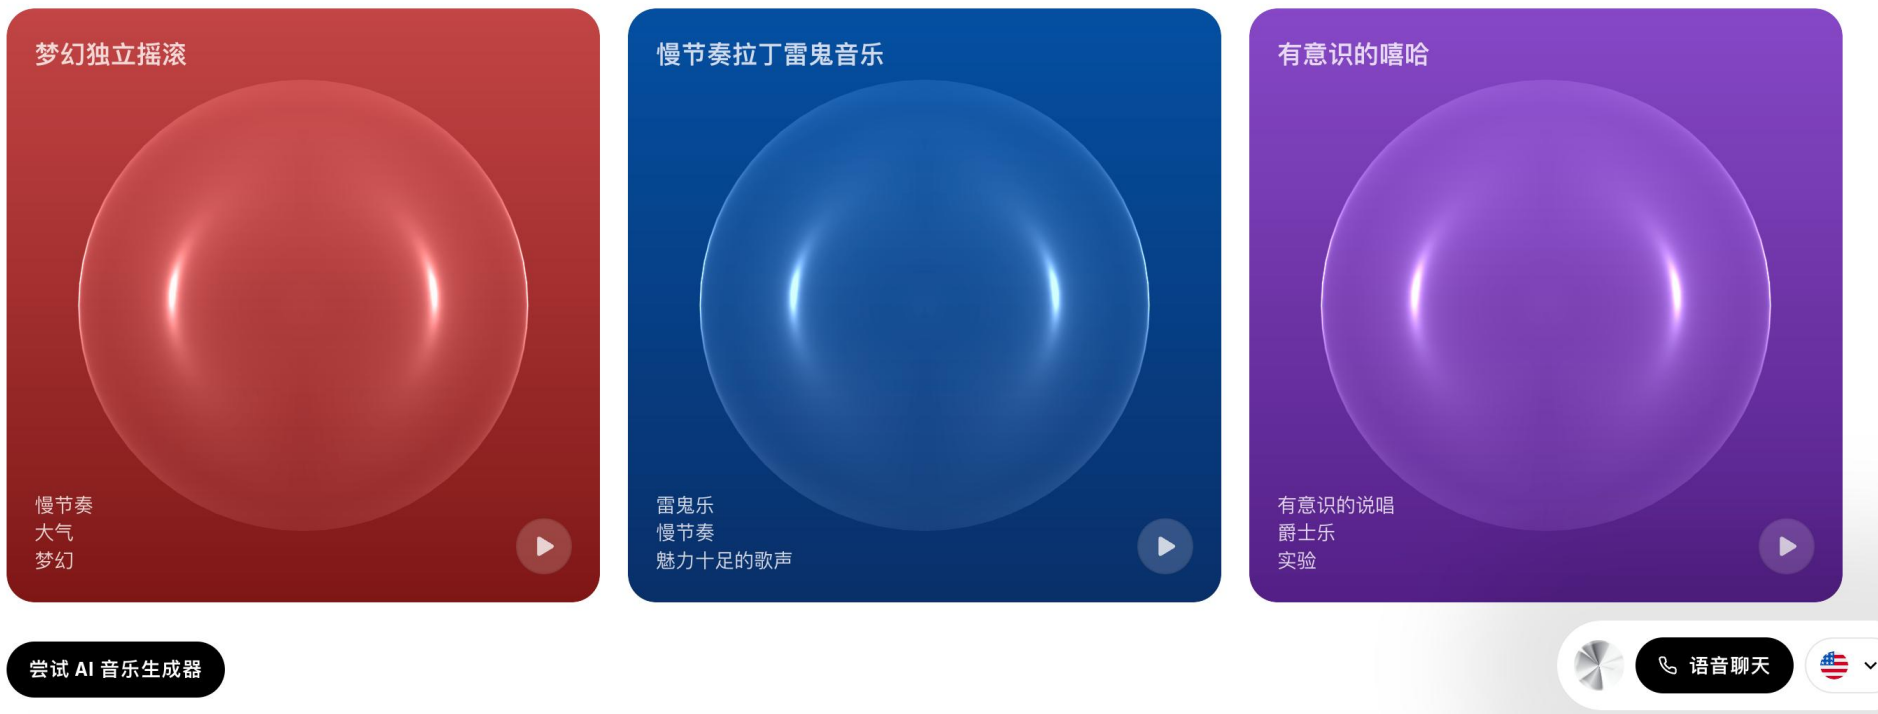 梦幻独立摇滚
慢节奏
大气
梦幻
慢节奏拉丁雷鬼音乐
雷鬼乐
慢节奏
魅力十足的歌声
有意识的嘻哈
有意识的说唱
爵士乐
实验
尝试 AI 音乐生成器
语音聊天